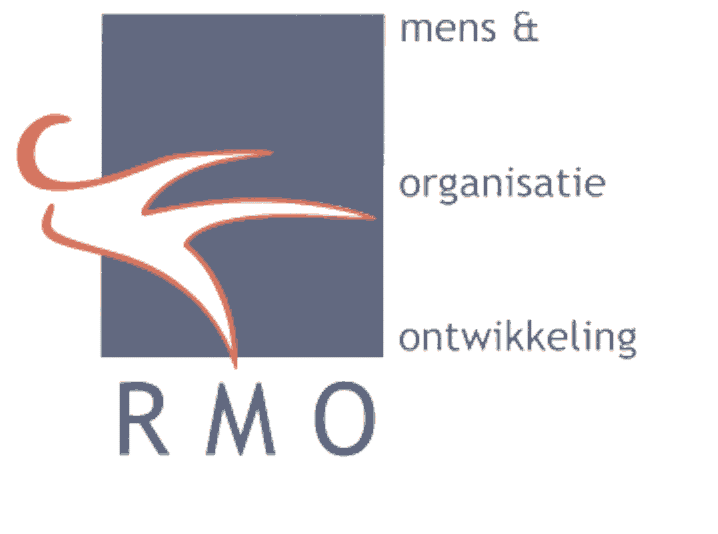 mens &
organisatie
ontwikkeling
RMO